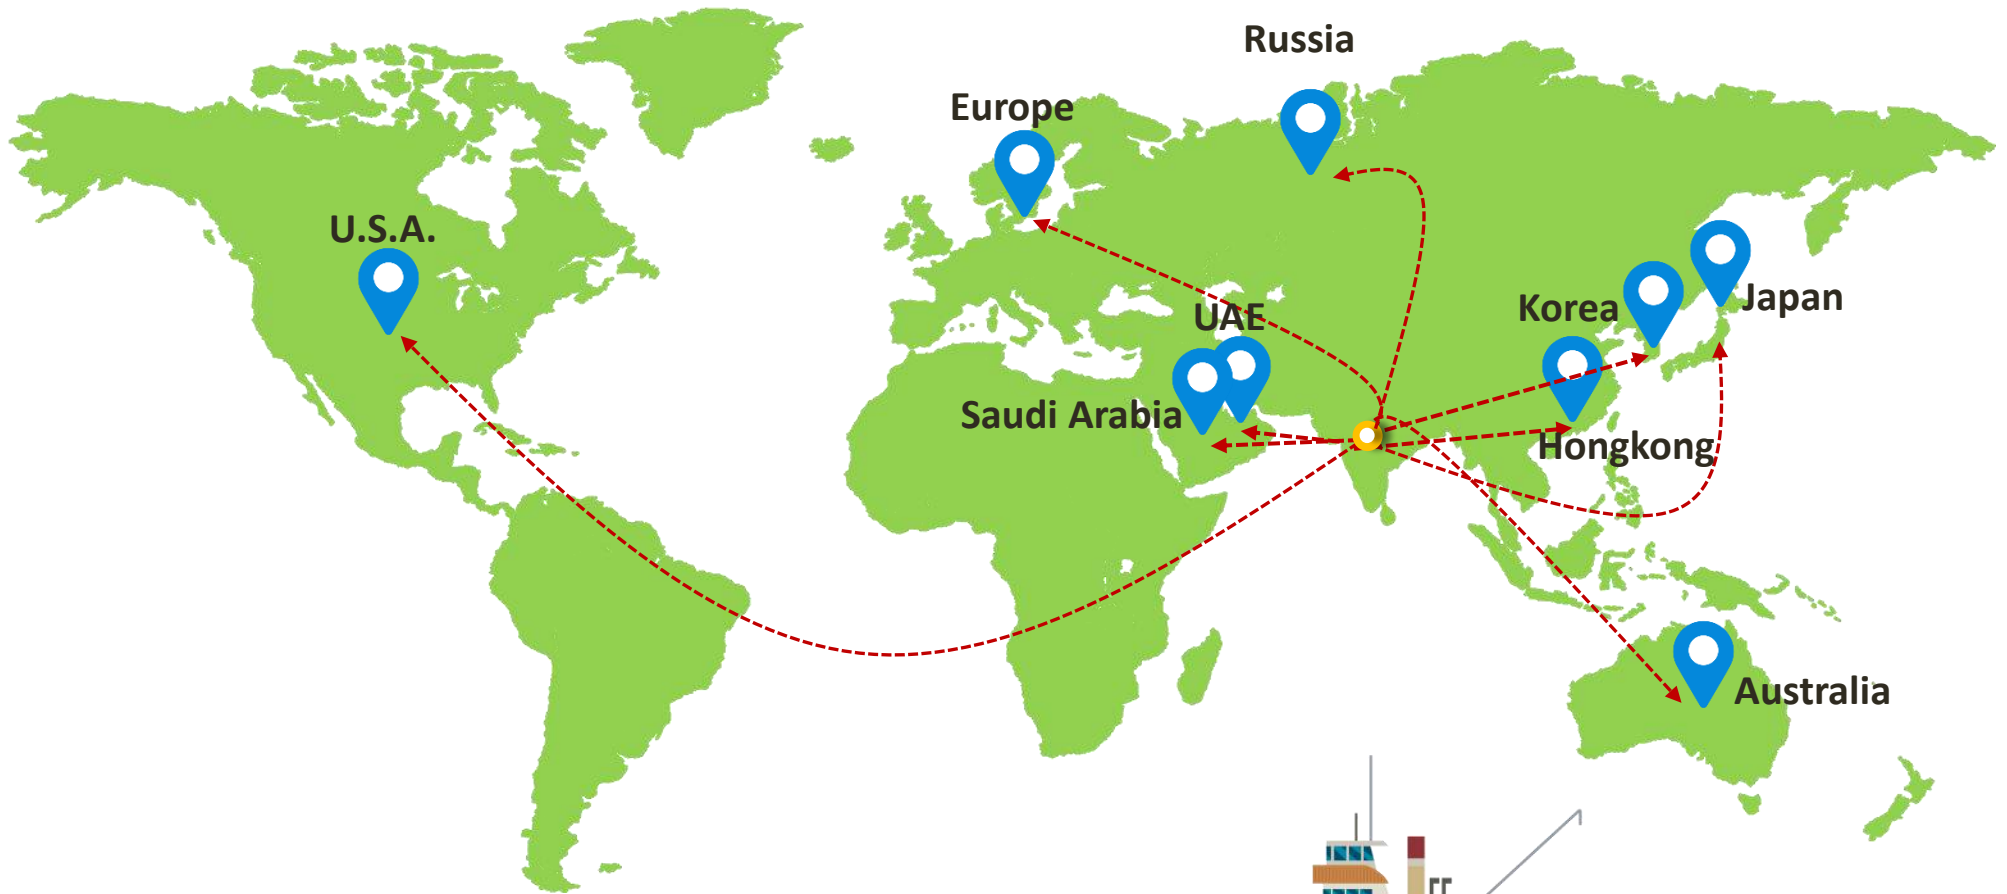 Russia
Europe
U.S.A.
UAE
Korea
Japan
Saudi Arabia
Hongkong
Australia